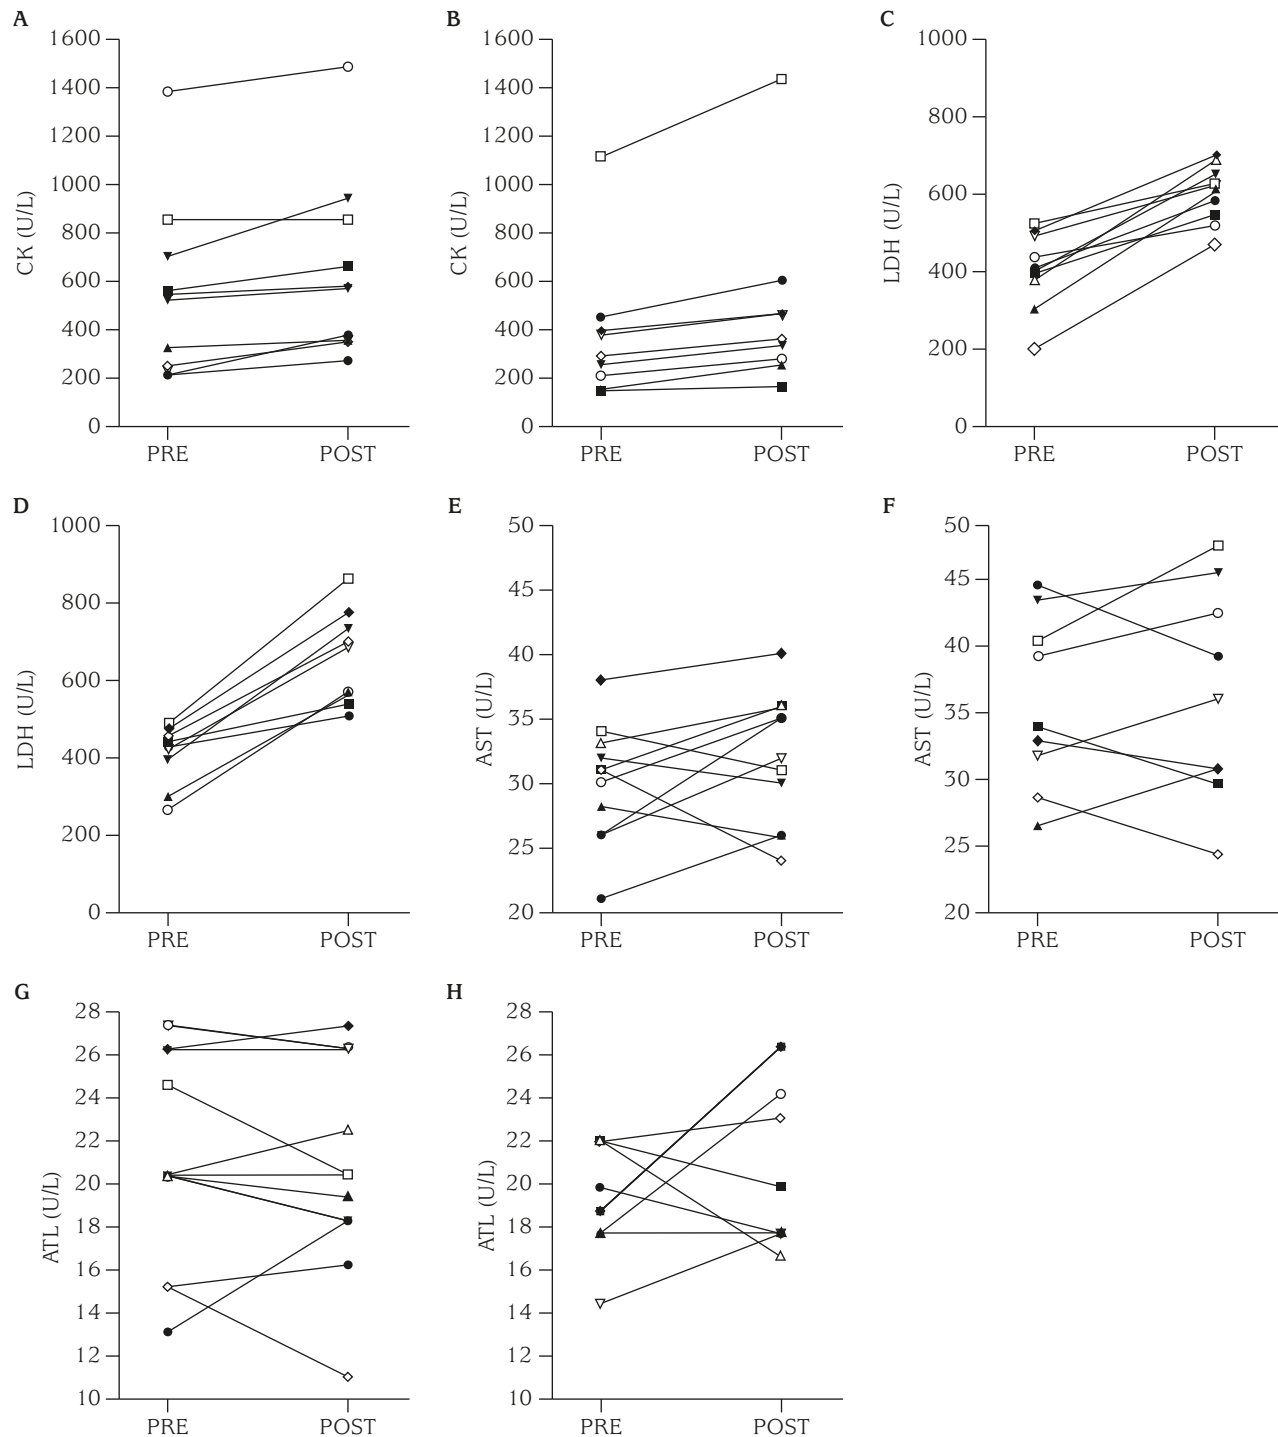 A
1600
1400
1200
1000
800
600
400
200
0
CK (U/L)
PRE POST
B
1600
1400
1200
1000
800
600
400
200
0
CK (U/L)
PRE POST
C
1000
800
600
400
200
0
LDH (U/L)
PRE POST
D
1000
800
600
400
200
0
LDH (U/L)
PRE POST
E
50
45
40
35
30
25
20
AST (U/L)
PRE POST
F
50
45
40
35
30
25
20
AST (U/L)
PRE POST
G
28
26
24
22
20
18
16
14
12
10
ATL (U/L)
PRE POST
H
28
26
24
22
20
18
16
14
12
10
ATL (U/L)
PRE POST